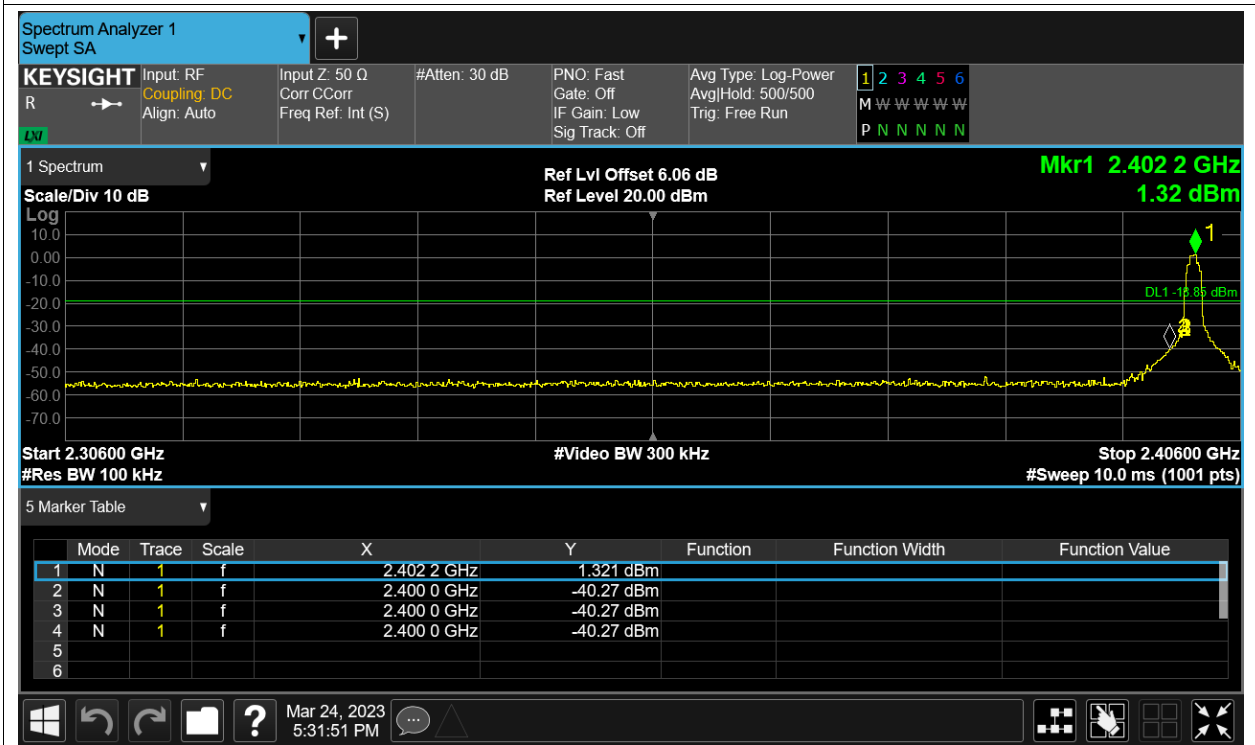 Spectrum Analyzer 1
Swept SA
KEYSIGHT
R
LXI
Input: RF
Coupling: DC
Align: Auto
Input Z: 50 Ω
Corr CCorr
Freq Ref: Int (S)
#Atten: 30 dB
PNO: Fast
Gate: Off
IF Gain: Low
Sig Track: Off
Avg Type: Log-Power
Avg|Hold: 500/500
Trig: Free Run
1 2 3 4 5 6
M W W W W W
P N N N N N
1 Spectrum
Scale/Div 10 dB
Ref Lvl Offset 6.06 dB
Ref Level 20.00 dBm
Mkr1 2.402 2 GHz
1.32 dBm
Log
10.0
0.00
-10.0
-20.0
-30.0
-40.0
-50.0
-60.0
-70.0
1
DL1 -18.85 dBm
Start 2.30600 GHz
#Res BW 100 kHz
#Video BW 300 kHz
Stop 2.40600 GHz
#Sweep 10.0 ms (1001 pts)
5 Marker Table
Mode Trace Scale X Y Function Function Width Function Value
1 N 1 f 2.402 2 GHz 1.321 dBm
2 N 1 f 2.400 0 GHz -40.27 dBm
3 N 1 f 2.400 0 GHz -40.27 dBm
4 N 1 f 2.400 0 GHz -40.27 dBm
5
6
?
Mar 24, 2023
5:31:51 PM